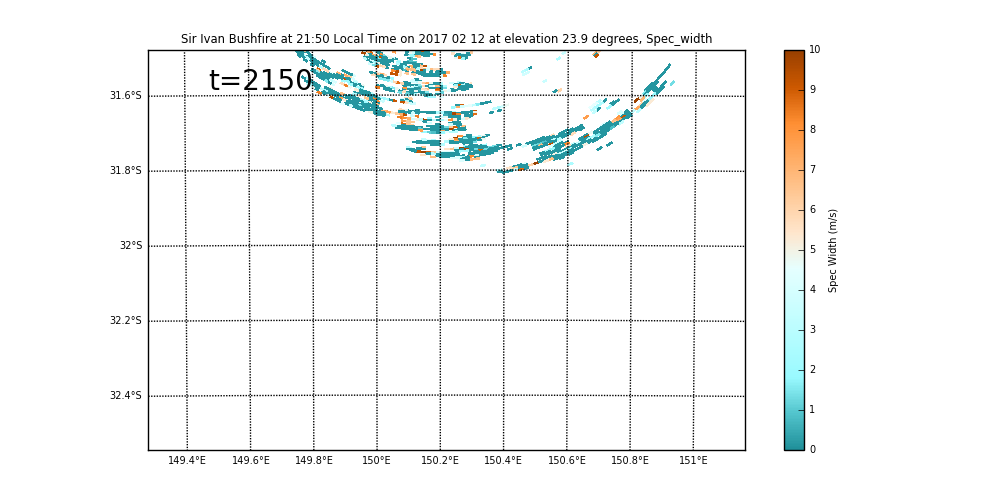 Sir Ivan Bushfire at 21:50 Local Time on 2017 02 12 at elevation 23.9 degrees, Spec_width
t=2150
31.6°S
31.8°S
32°S
32.2°S
32.4°S
149.4°E 149.6°E 149.8°E 150°E 150.2°E 150.4°E 150.6°E 150.8°E 151°E
10
9
8
7
6
5
4
3
2
1
0
Spec Width (m/s)